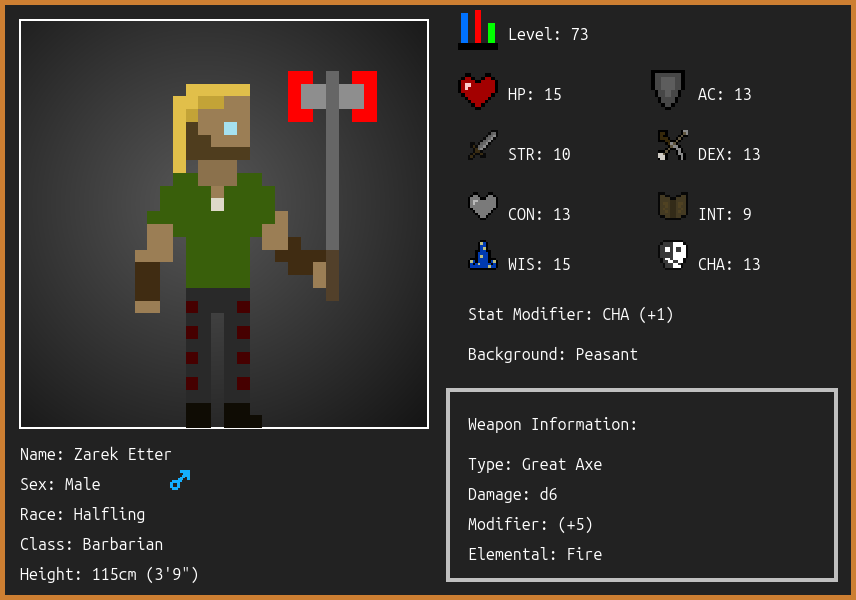 Level: 73
HP: 15
AC: 13
STR: 10
DEX: 13
CON: 13
INT: 9
WIS: 15
CHA: 13
Stat Modifier: CHA (+1)
Background: Peasant
Weapon Information:
Type: Great Axe
Damage: d6
Modifier: (+5)
Elemental: Fire
Name: Zarek Etter
Sex: Male
Race: Halfling
Class: Barbarian
Height: 115cm (3'9")